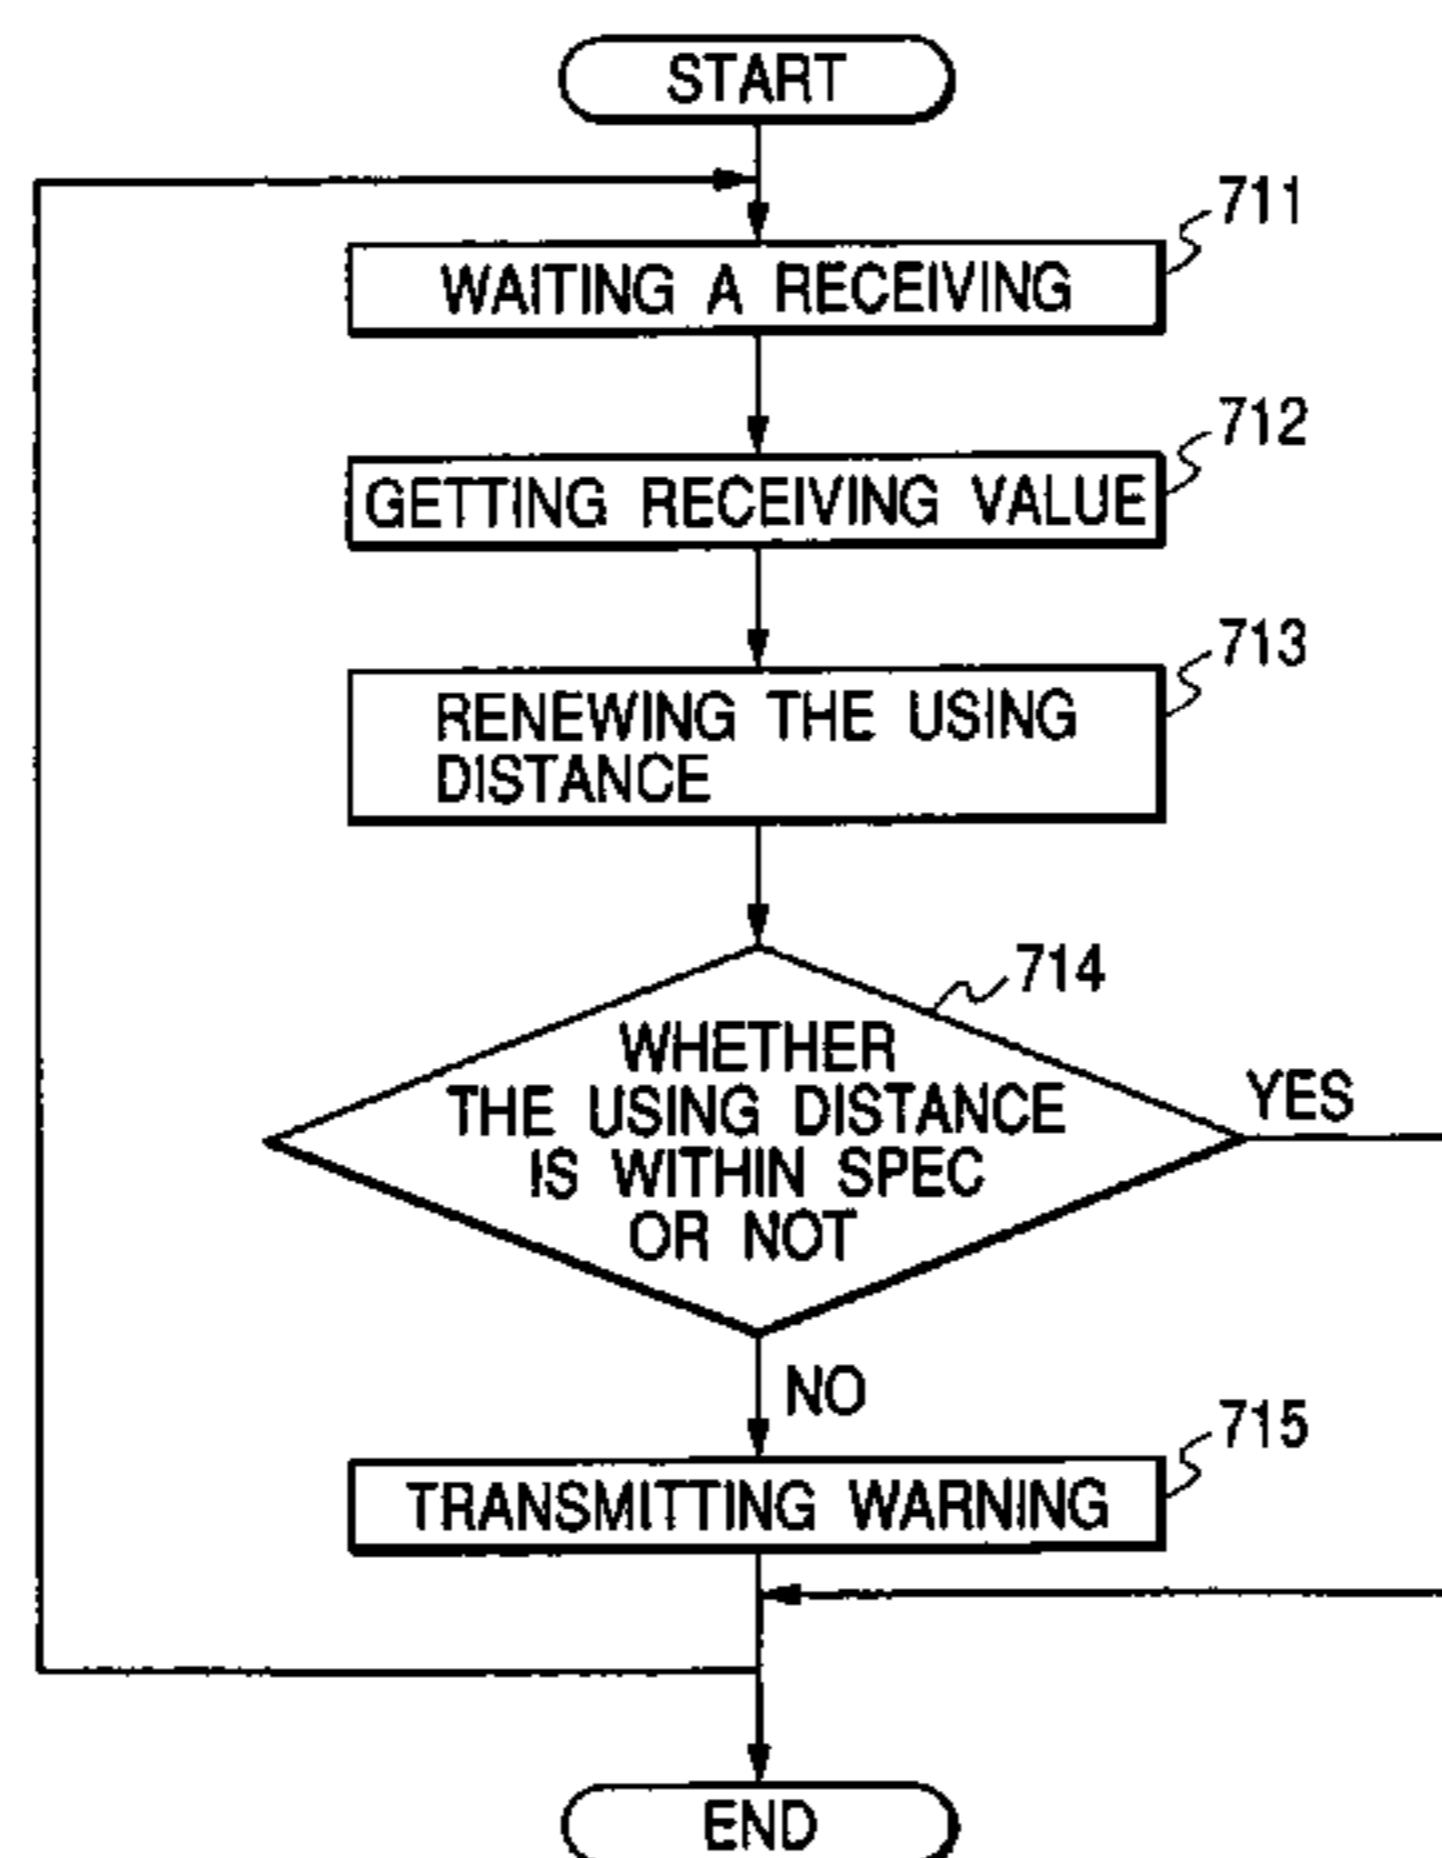 START
711
WAITING A RECEIVING
712
GETTING RECEIVING VALUE
713
RENEWING THE USING
DISTANCE
714
WHETHER
THE USING DISTANCE
IS WITHIN SPEC
OR NOT
YES
NO
715
TRANSMITTING WARNING
END